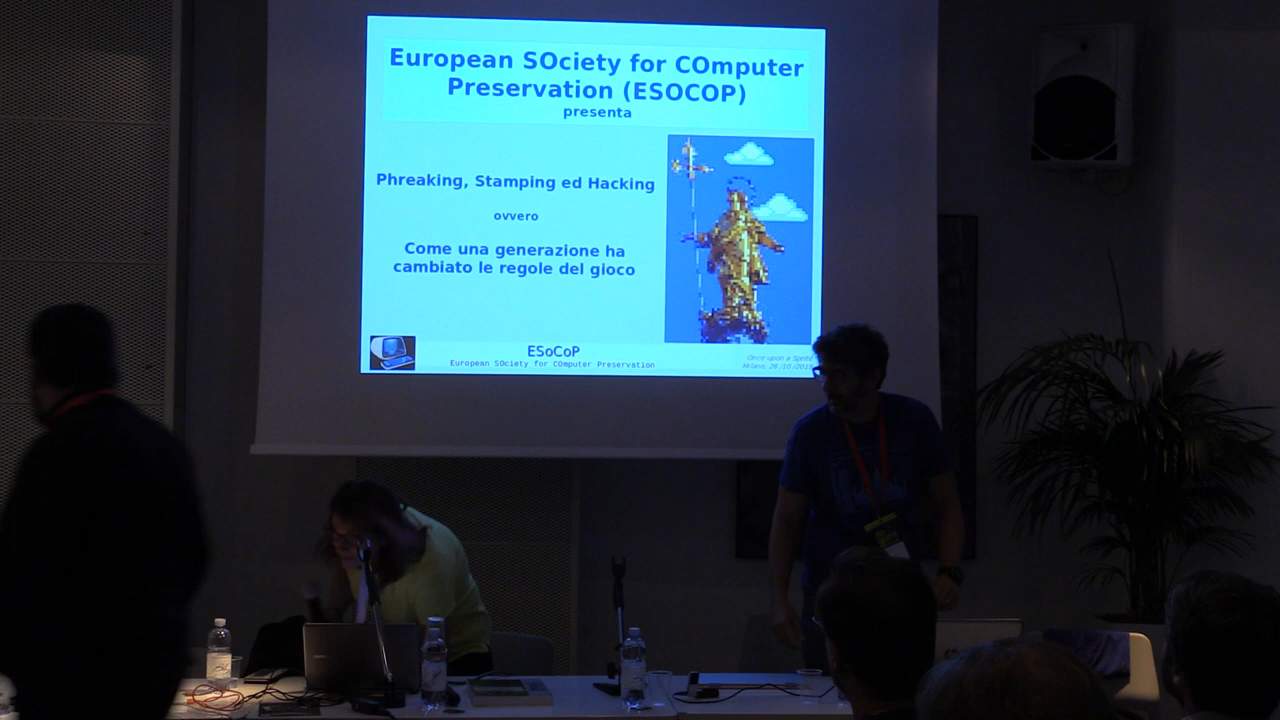 European SOciety for COmputer
Preservation (ESOCOP)
presenta
Phreaking, Stamping ed Hacking
ovvero
Come una generazione ha
cambiato le regole del gioco
ESoCoP
European SOciety for COmputer Preservation
Once upon a Sprite
Milano,